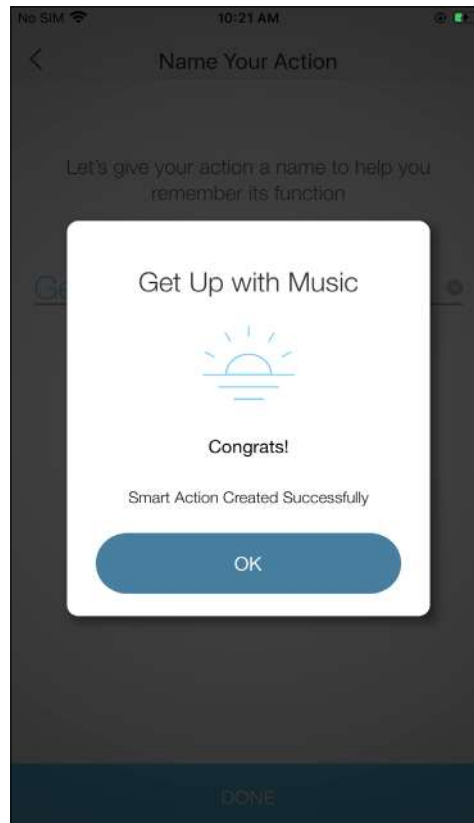 No SIM 10:21 AM
Name Your Action
Let's give your action a name to help you
remember its function
Ge
Get Up with Music
Congrats!
Smart Action Created Successfully
OK
DONE